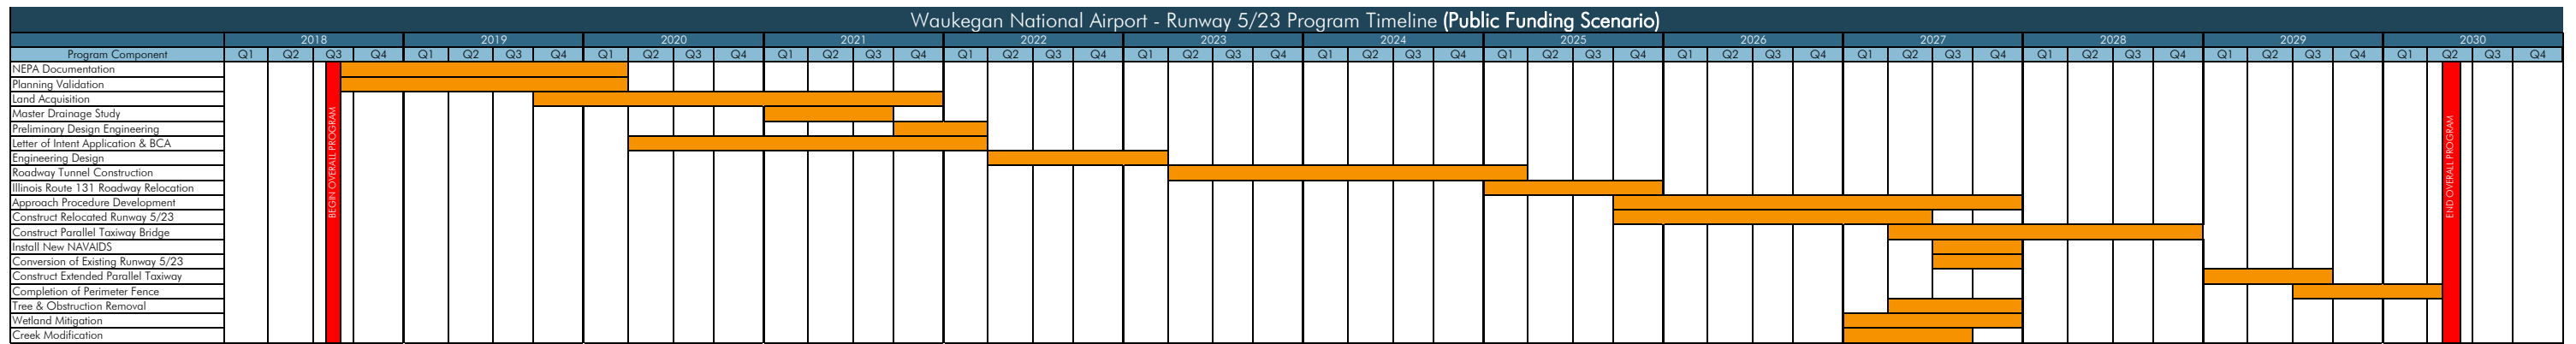 Waukegan National Airport - Runway 5/23 Program Timeline (Public Funding Scenario)
2018 2019 2020 2021 2022 2023 2024 2025 2026 2027 2028 2029 2030
Program Component Q1 Q2 Q3 Q4 Q1 Q2 Q3 Q4 Q1 Q2 Q3 Q4 Q1 Q2 Q3 Q4 Q1 Q2 Q3 Q4 Q1 Q2 Q3 Q4 Q1 Q2 Q3 Q4 Q1 Q2 Q3 Q4 Q1 Q2 Q3 Q4 Q1 Q2 Q3 Q4 Q1 Q2 Q3 Q4 Q1 Q2 Q3 Q4 Q1 Q2 Q3 Q4
NEPA Documentation
Planning Validation
Land Acquisition
Master Drainage Study
Preliminary Design Engineering
Letter of Intent Application & BCA
Engineering Design
Roadway Tunnel Construction
Illinois Route 131 Roadway Relocation
Approach Procedure Development
Construct Relocated Runway 5/23
Construct Parallel Taxiway Bridge
Install New NAVAIDS
Conversion of Existing Runway 5/23
Construct Extended Parallel Taxiway
Completion of Perimeter Fence
Tree & Obstruction Removal
Wetland Mitigation
Creek Modification
BEGIN OVERALL PROGRAM
END OVERALL PROGRAM